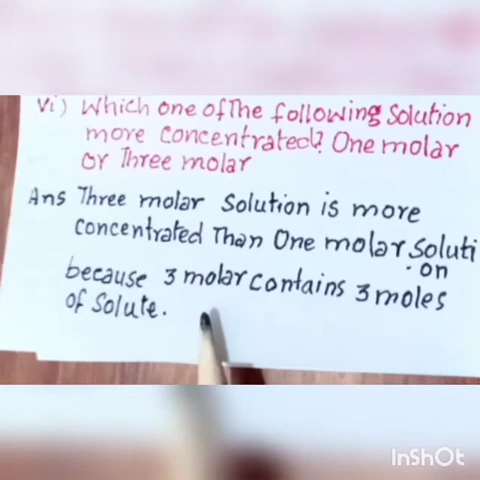 vi) Which one of The following Solution
more Concentrated? One molar
or Three molar
Ans Three molar Solution is more
Concentrated Than One molar Soluti
on
because 3 molar contains 3 moles
of Solute.
InShOt